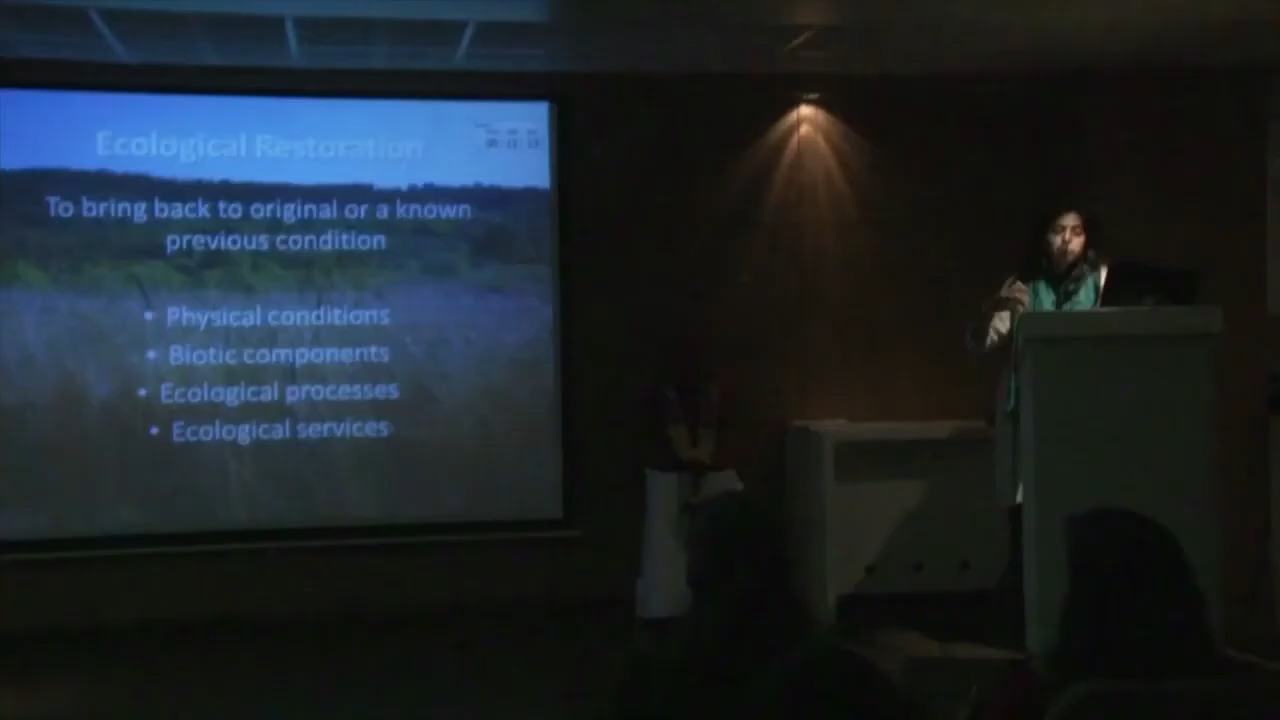 Ecological Restoration
To bring back to original or a known
previous condition
• Physical conditions
• Biotic components
• Ecological processes
• Ecological services